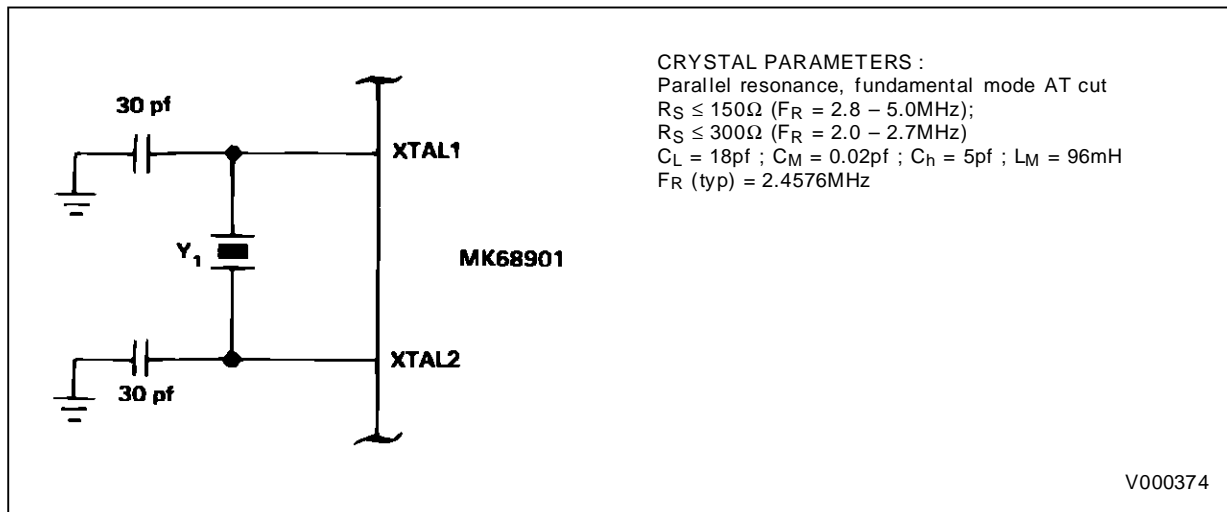 30 pf
XTAL1
Y1
MK68901
XTAL2
30 pf
CRYSTAL PARAMETERS :
Parallel resonance, fundamental mode AT cut
RS ≤ 150Ω (FR = 2.8 – 5.0MHz);
RS ≤ 300Ω (FR = 2.0 – 2.7MHz)
CL = 18pf ; CM = 0.02pf ; Ch = 5pf ; LM = 96mH
FR (typ) = 2.4576MHz
V000374